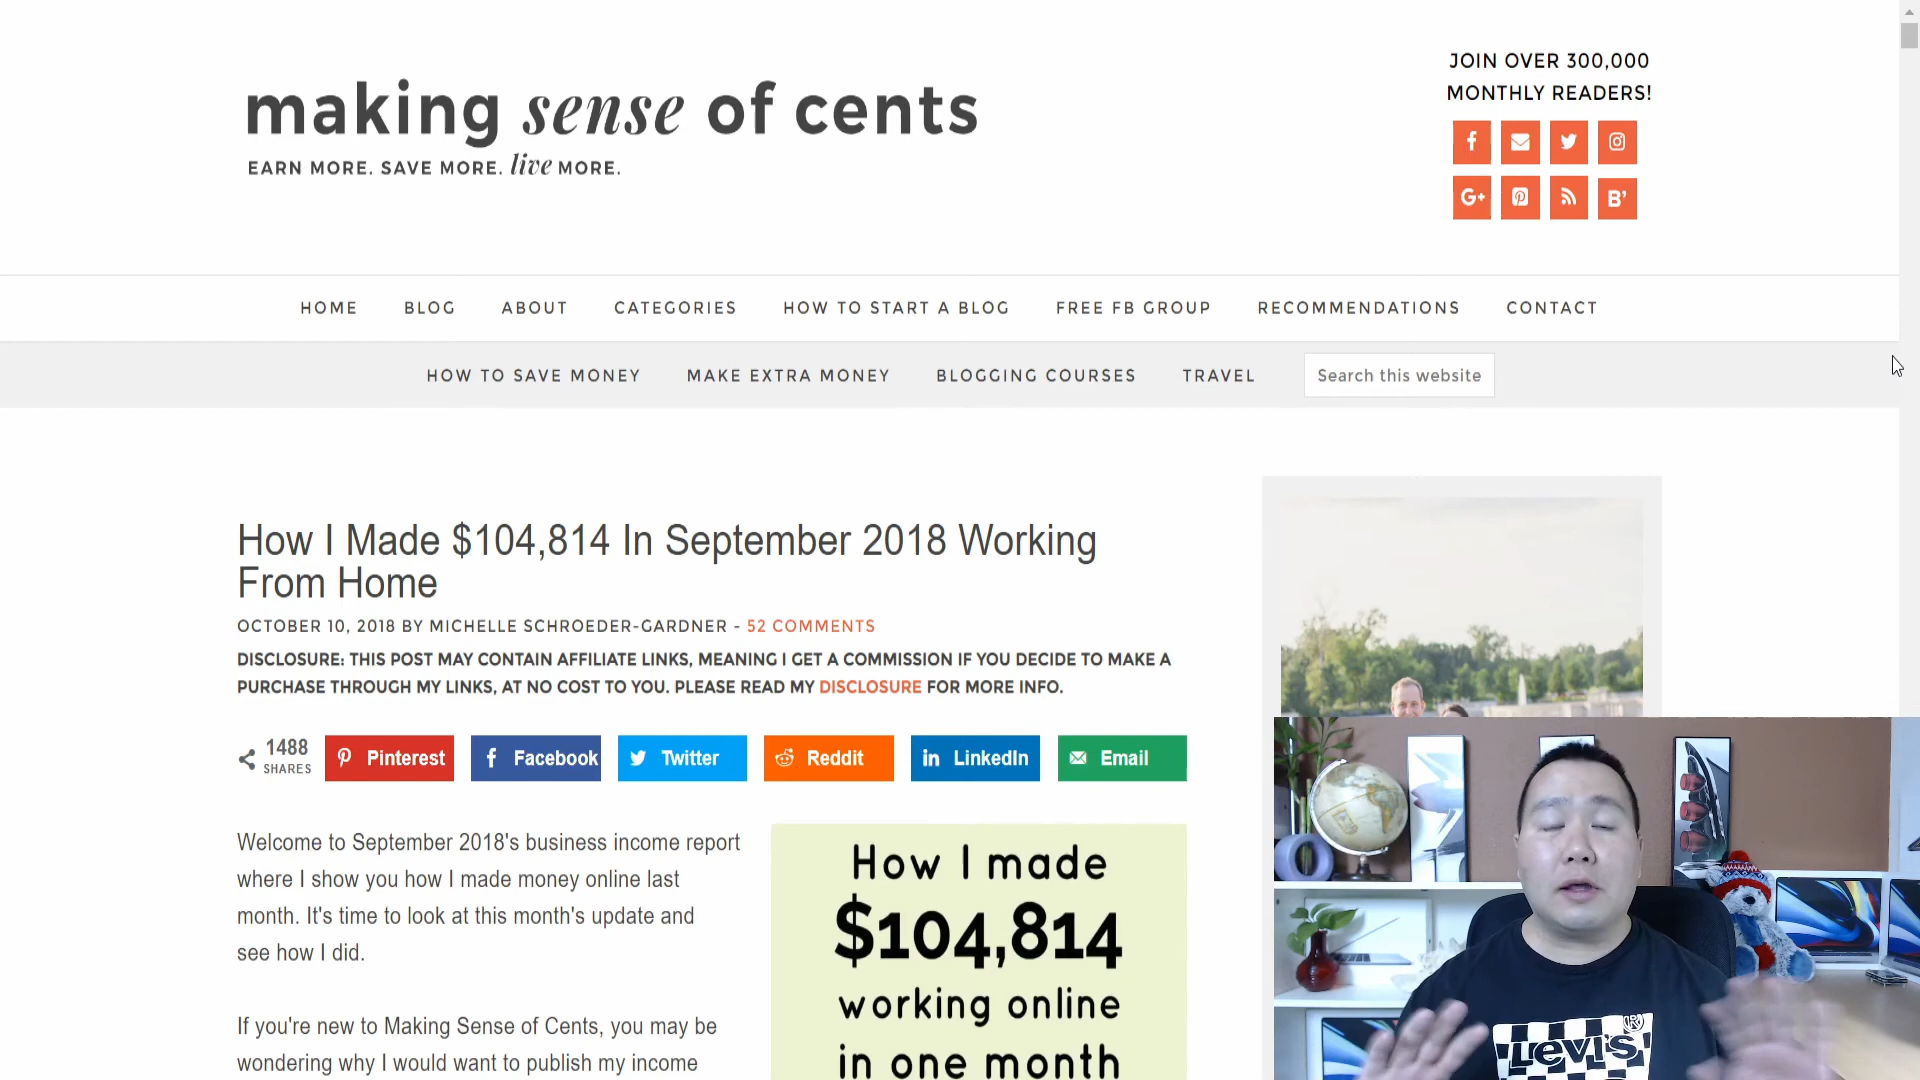 JOIN OVER 300,000
MONTHLY READERS!
making sense of cents
EARN MORE. SAVE MORE. live MORE.
G+
B'
HOME BLOG ABOUT CATEGORIES HOW TO START A BLOG FREE FB GROUP RECOMMENDATIONS CONTACT
HOW TO SAVE MONEY MAKE EXTRA MONEY BLOGGING COURSES TRAVEL Search this website
How I Made $104,814 In September 2018 Working
From Home
OCTOBER 10, 2018 BY MICHELLE SCHROEDER-GARDNER - 52 COMMENTS
DISCLOSURE: THIS POST MAY CONTAIN AFFILIATE LINKS, MEANING I GET A COMMISSION IF YOU DECIDE TO MAKE A
PURCHASE THROUGH MY LINKS, AT NO COST TO YOU. PLEASE READ MY DISCLOSURE FOR MORE INFO.
1488
SHARES
Pinterest Facebook Twitter Reddit LinkedIn Email
Welcome to September 2018's business income report
where I show you how I made money online last
month. It's time to look at this month's update and
see how I did.
If you're new to Making Sense of Cents, you may be
wondering why I would want to publish my income
How I made
$104,814
working online
in one month
LEVI'S ®